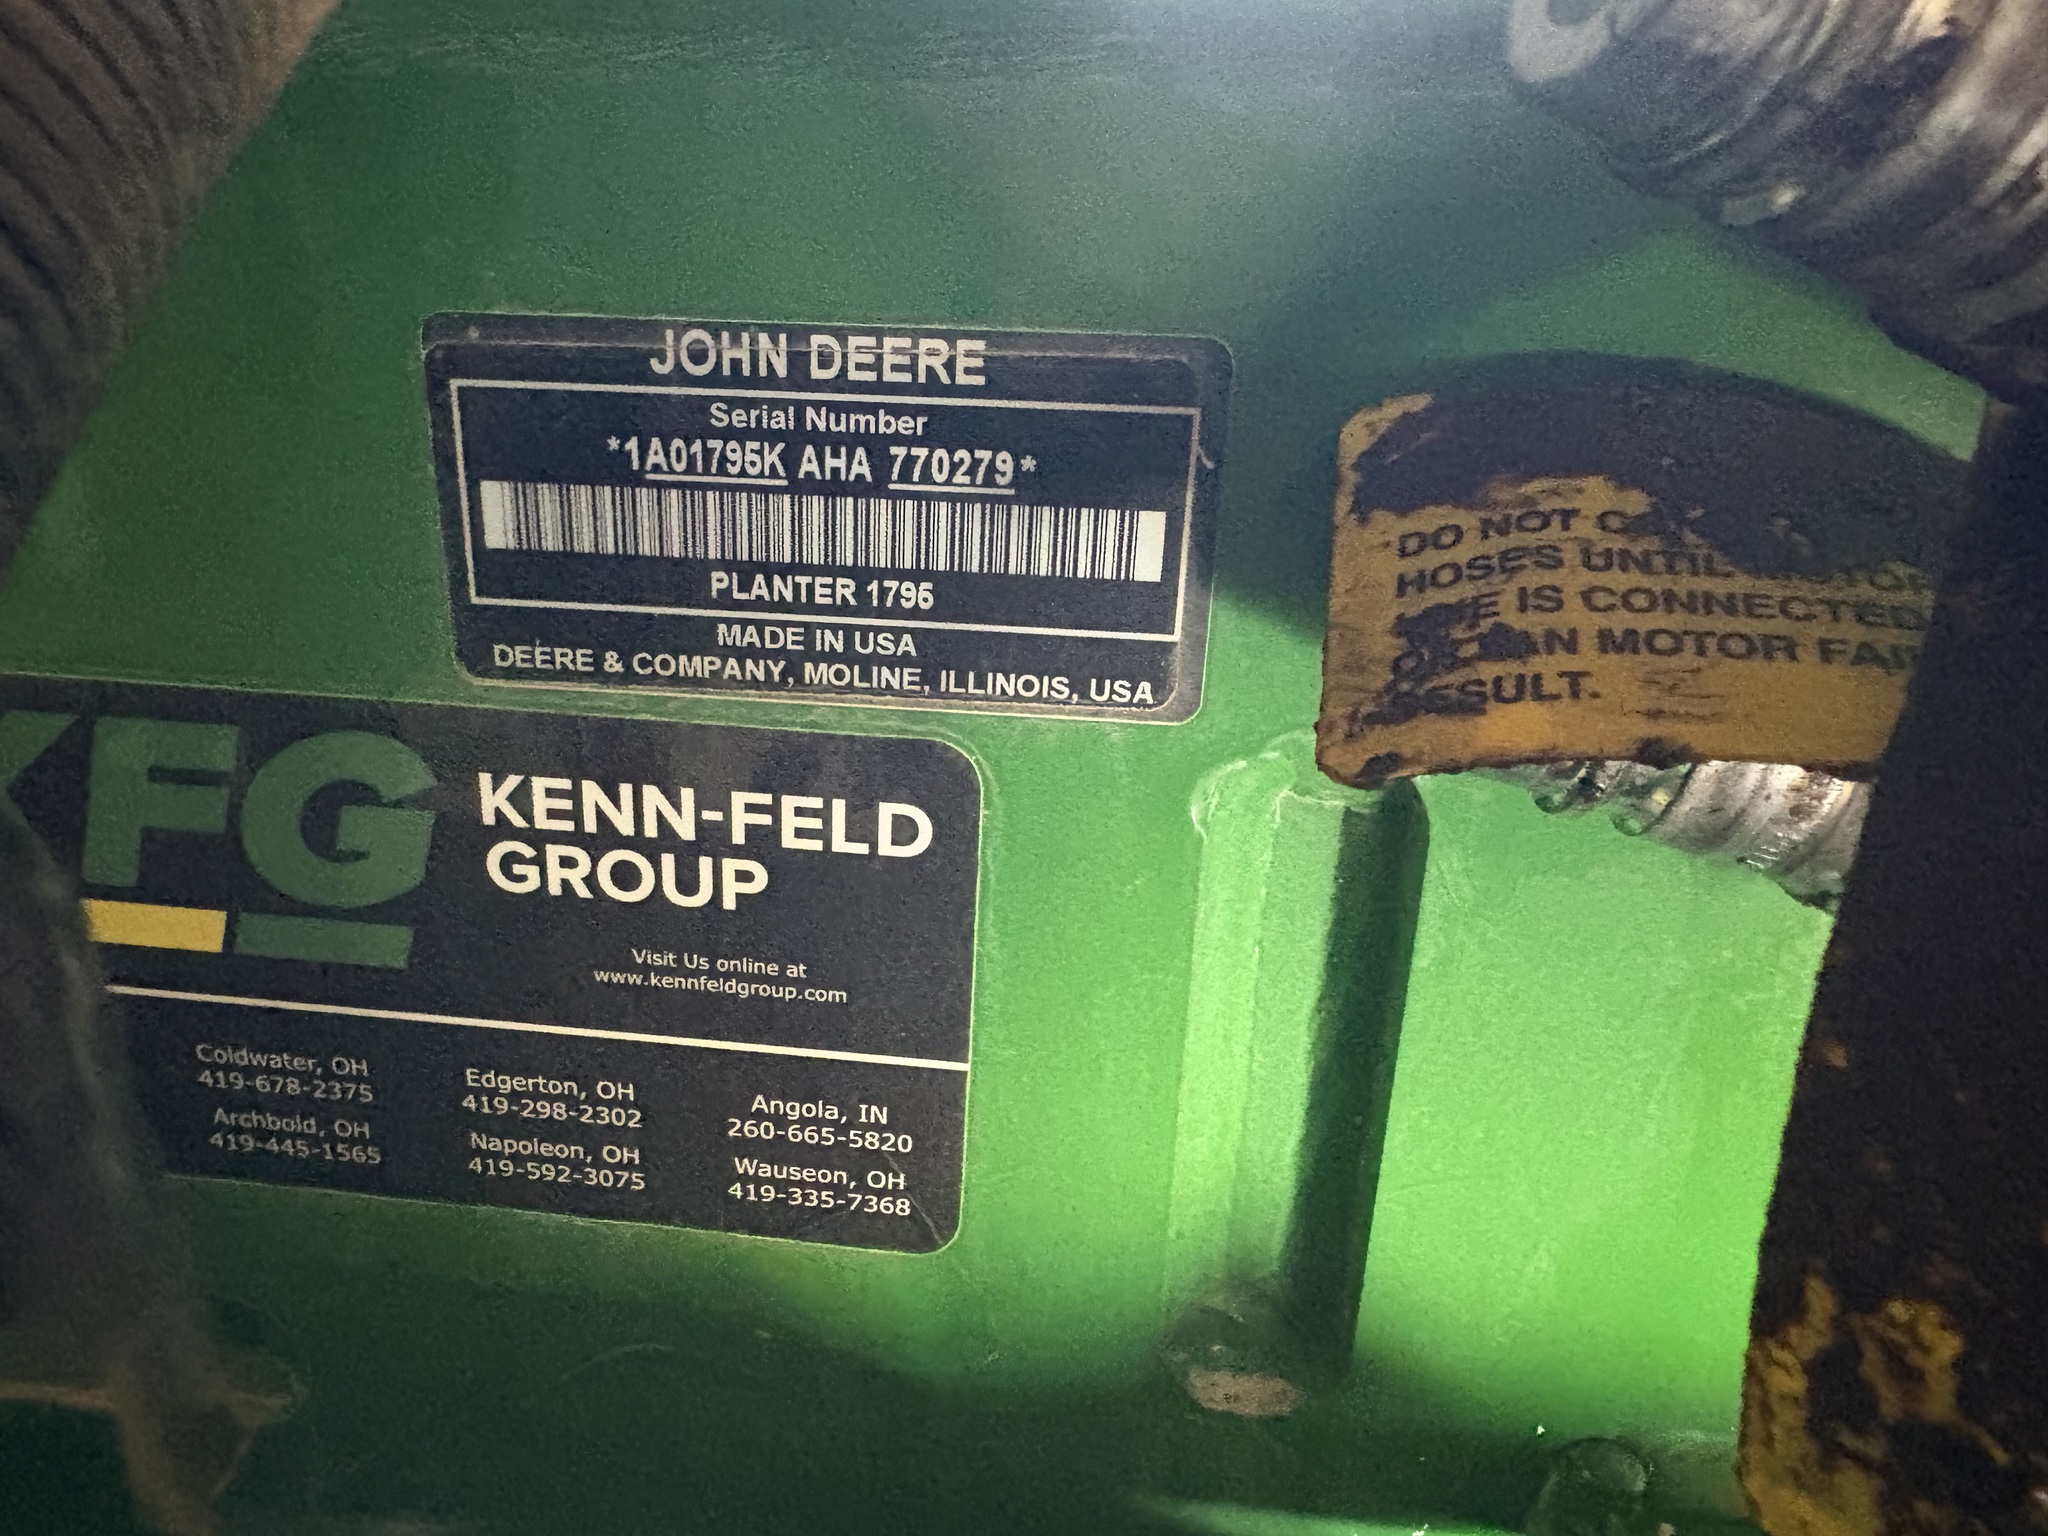 JOHN DEERE
Serial Number
*1A01795K AHA 770279*
PLANTER 1795
MADE IN USA
DEERE & COMPANY, MOLINE, ILLINOIS, USA
DO NOT
HOSES UNTIL MOTOR
IS CONNECTED
MOTOR
RESULT.
KFG
KENN-FELD
GROUP
Visit Us online at
www.kennfeldgroup.com
Coldwater, OH
419-678-2375
Archbold, OH
419-445-1565
Edgerton, OH
419-298-2302
Napoleon, OH
419-592-3075
Angola, IN
260-665-5820
Wauseon, OH
419-335-7368